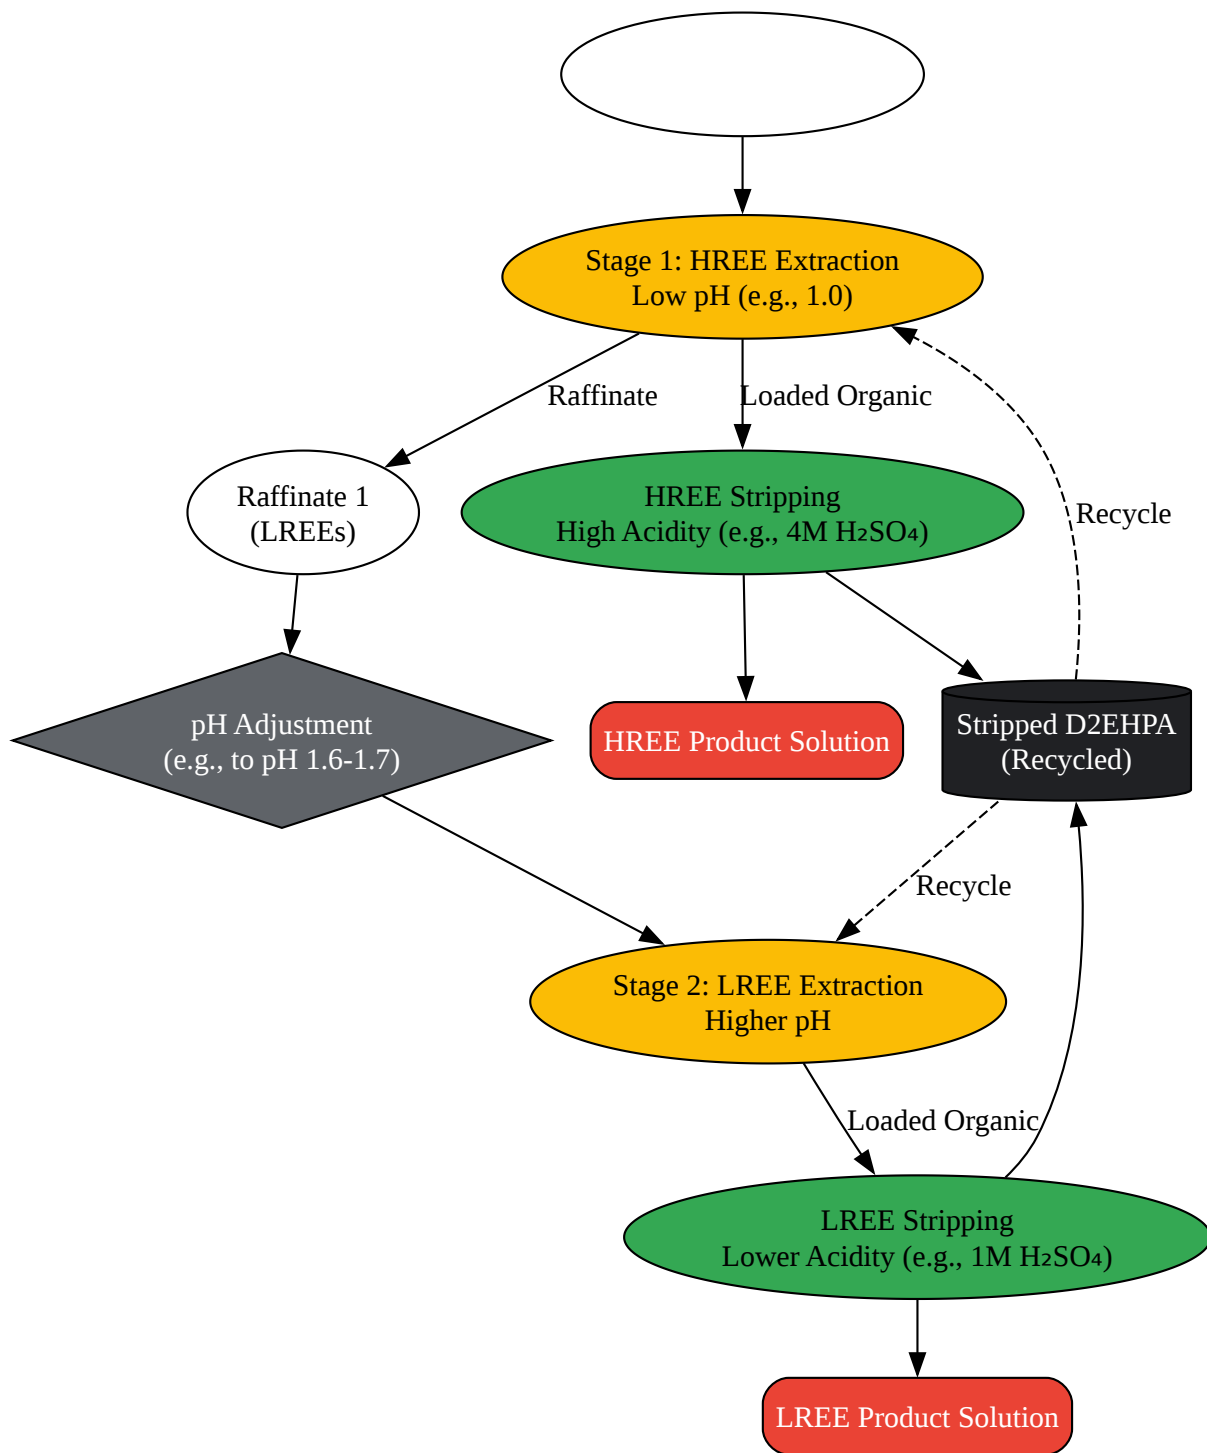 Stage 1: HREE Extraction
Low pH (e.g., 1.0)
Raffinate
Loaded Organic
Raffinate 1
(LREEs)
HREE Stripping
High Acidity (e.g., 4M H₂SO₄)
Recycle
pH Adjustment
(e.g., to pH 1.6-1.7)
HREE Product Solution
Stripped D2EHPA
(Recycled)
Recycle
Stage 2: LREE Extraction
Higher pH
Loaded Organic
LREE Stripping
Lower Acidity (e.g., 1M H₂SO₄)
LREE Product Solution